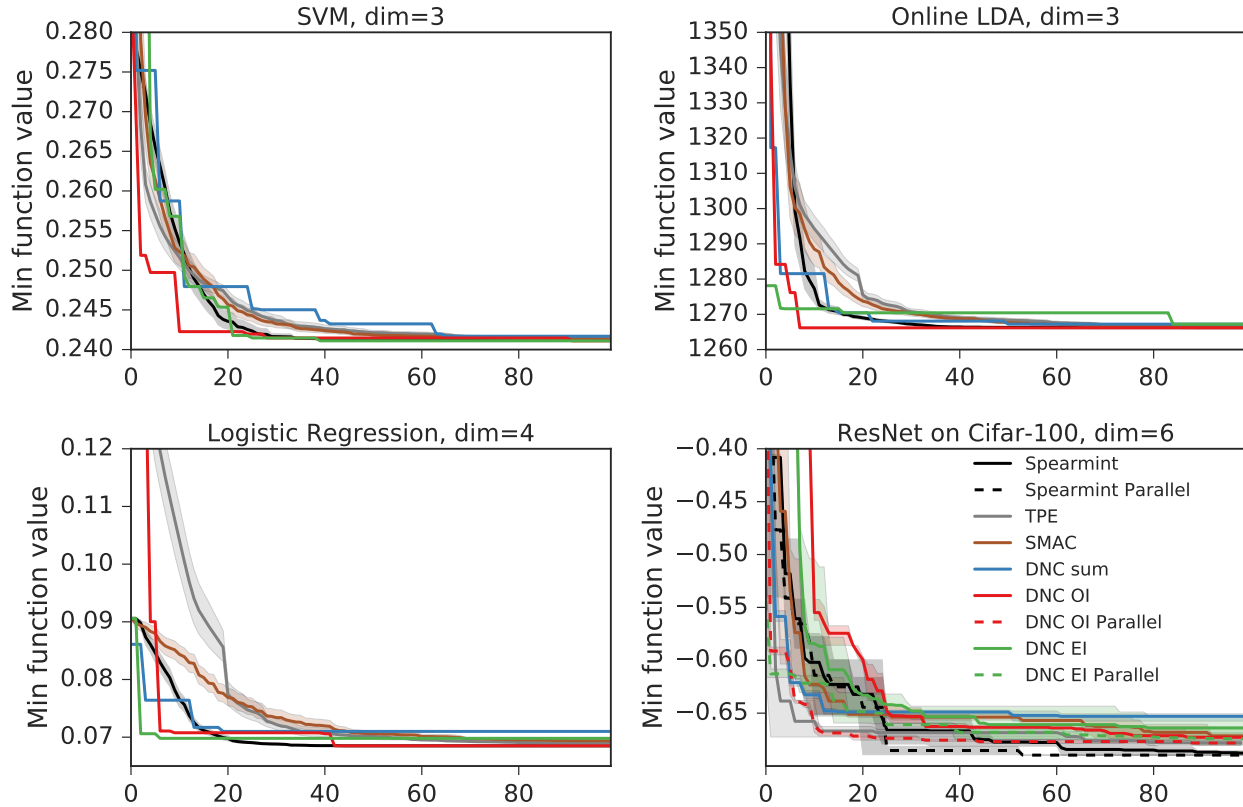 SVM, dim=3
Min function value
0.280
0.275
0.270
0.265
0.260
0.255
0.250
0.245
0.240
0 20 40 60 80
Online LDA, dim=3
Min function value
1350
1340
1330
1320
1310
1300
1290
1280
1270
1260
0 20 40 60 80
Logistic Regression, dim=4
Min function value
0.12
0.11
0.10
0.09
0.08
0.07
0 20 40 60 80
ResNet on Cifar-100, dim=6
Min function value
−0.40
−0.45
−0.50
−0.55
−0.60
−0.65
0 20 40 60 80
Spearmint
Spearmint Parallel
TPE
SMAC
DNC sum
DNC OI
DNC OI Parallel
DNC EI
DNC EI Parallel